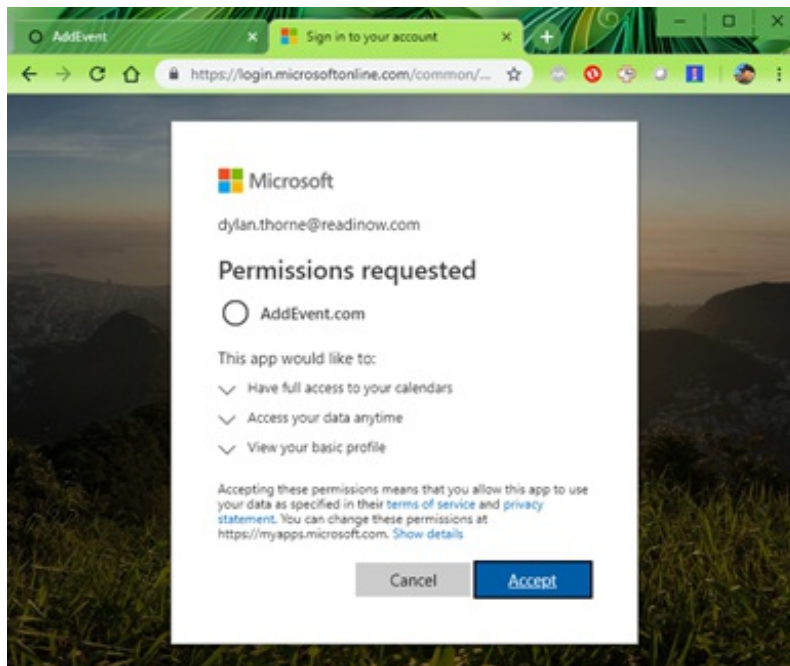 AddEvent
Sign in to your account
https://login.microsoftonline.com/common/...
Microsoft
dylan.thorne@readinow.com
Permissions requested
AddEvent.com
This app would like to:
Have full access to your calendars
Access your data anytime
View your basic profile
Accepting these permissions means that you allow this app to use
your data as specified in their terms of service and privacy
statement. You can change these permissions at
https://myapps.microsoft.com. Show details
Cancel
Accept